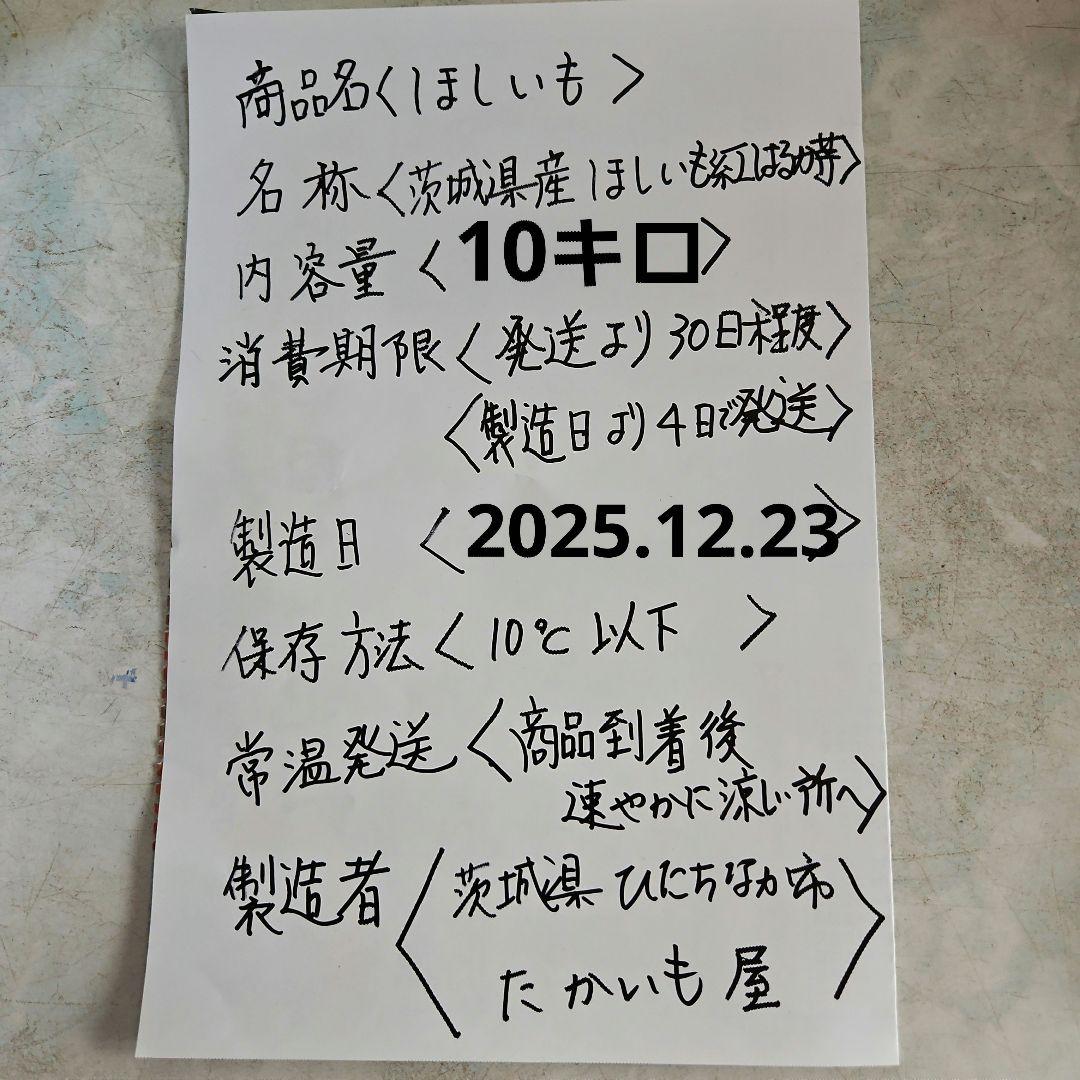 商品名〈ほしいも〉
名称〈茨城県産ほしいも紅はるか芋〉
内容量〈10キロ〉
消費期限〈発送より30日程度〉
〈製造日より4日で発送〉
製造日〈2025.12.23〉
保存方法〈10℃以下〉
常温発送〈商品到着後
速やかに涼しい所へ〉
製造者〈茨城県ひたちなか市
たかいも屋〉